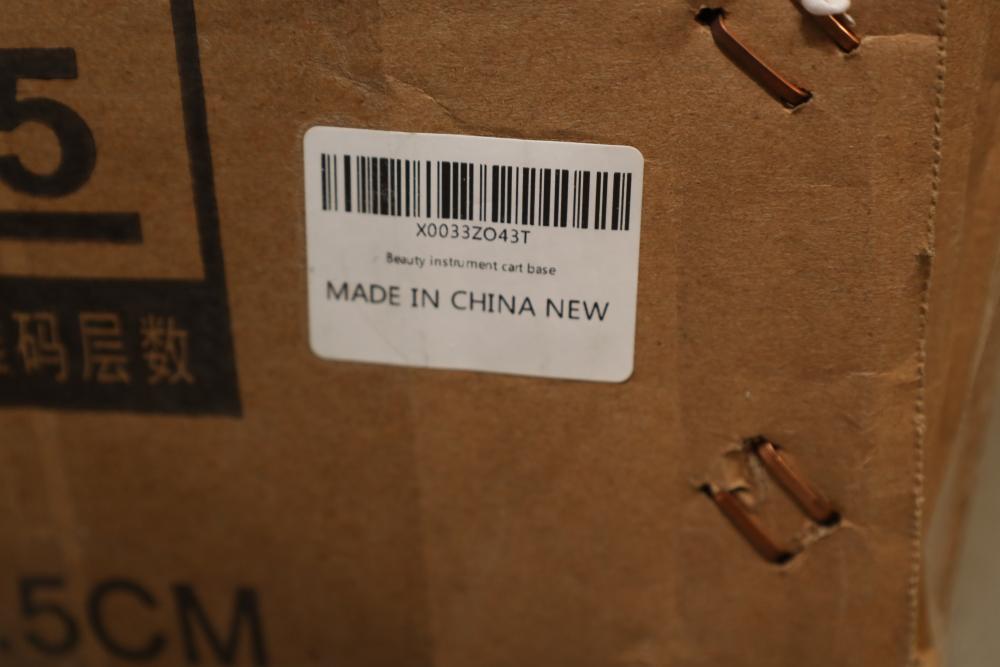 5
码层数
X0033ZO43T
Beauty instrument cart base
MADE IN CHINA NEW
.5CM